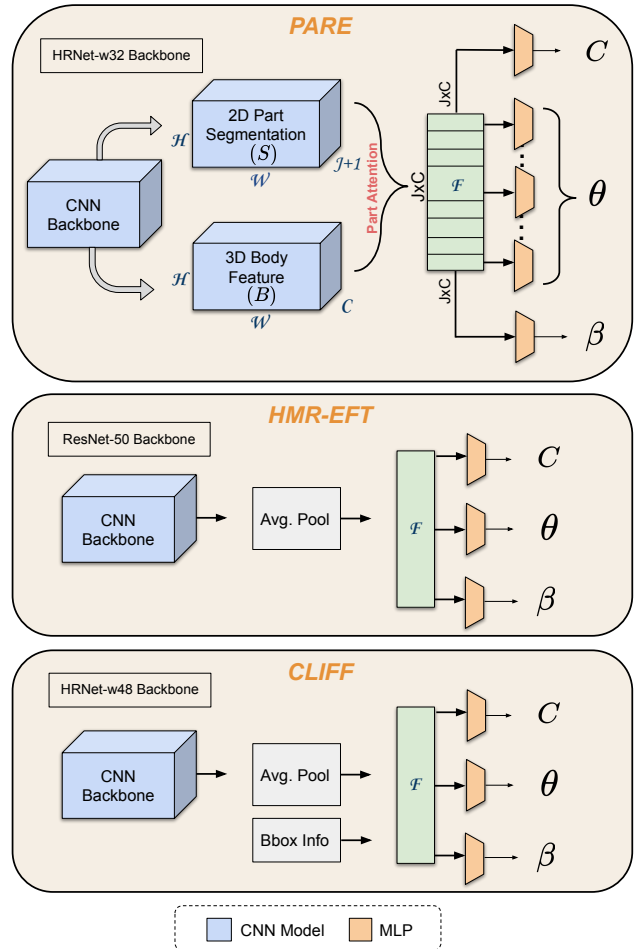 PARE
HRNet-w32 Backbone
CNN
Backbone
2D Part
Segmentation
(S)
H
W
J+1
3D Body
Feature
(B)
H
W
C
Part Attention
JxC
JxC
JxC
F
C
θ
β
HMR-EFT
ResNet-50 Backbone
CNN
Backbone
Avg. Pool
F
C
θ
β
CLIFF
HRNet-w48 Backbone
CNN
Backbone
Avg. Pool
Bbox Info
F
C
θ
β
CNN Model
MLP